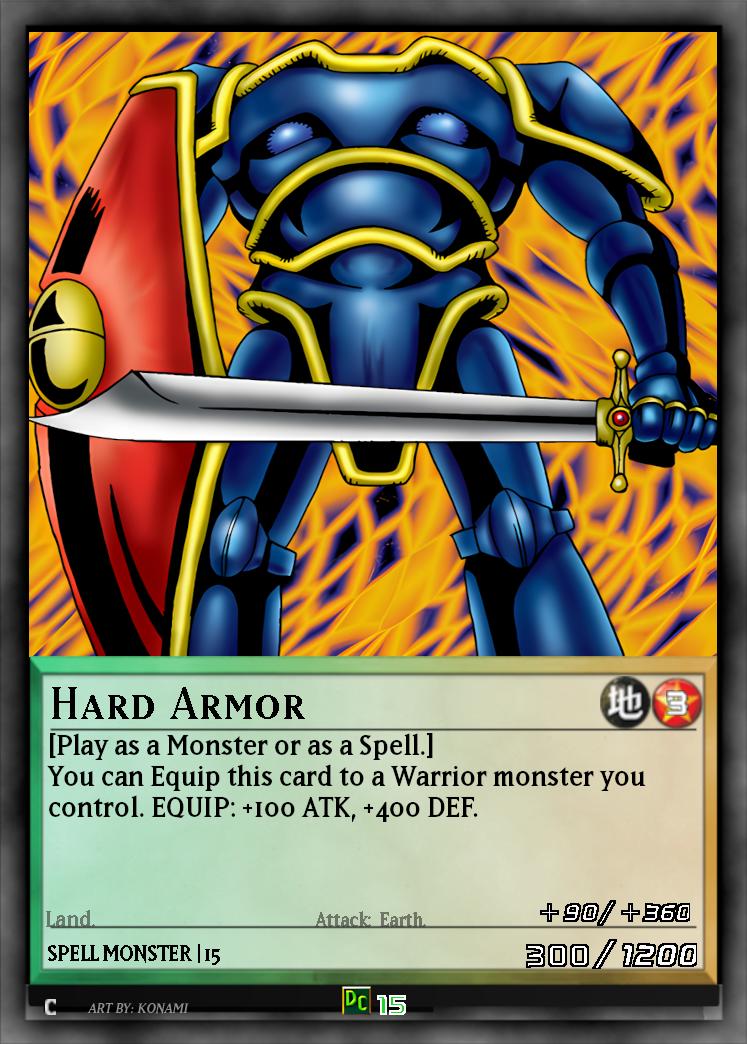 HARD ARMOR 地 3
[Play as a Monster or as a Spell.]
You can Equip this card to a Warrior monster you
control. EQUIP: +100 ATK, +400 DEF.
Land. Attack: Earth. +90/+360
SPELL MONSTER | 15 300/1200
C ART BY: KONAMI DC 15